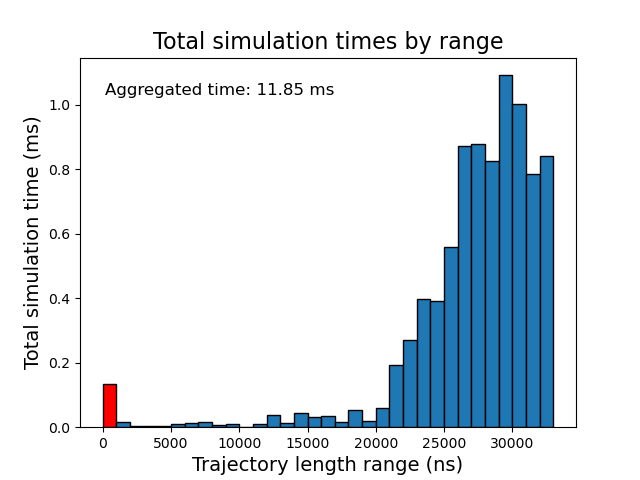 Total simulation times by range
Aggregated time: 11.85 ms
Total simulation time (ms)
1.0
0.8
0.6
0.4
0.2
0.0
0 5000 10000 15000 20000 25000 30000
Trajectory length range (ns)